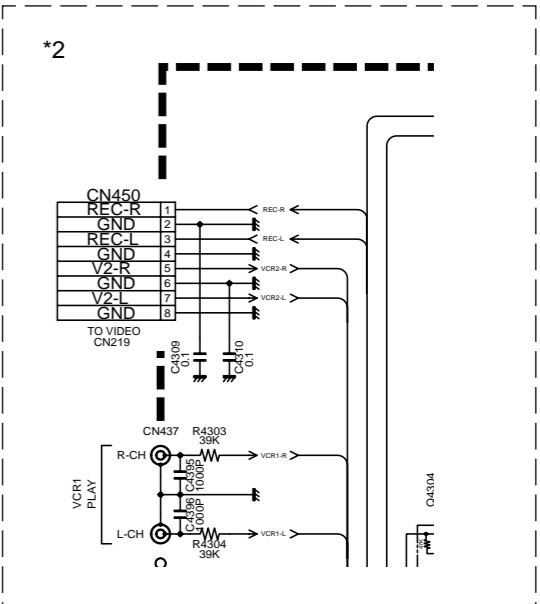 *2
CN450
REC-R 1
GND 2
REC-L 3
GND 4
V2-R 5
GND 6
V2-L 7
GND 8
REC-R
REC-L
VCR2-R
VCR2-L
TO VIDEO
CN219
C4309
0.1
C4310
0.1
CN437
R4303
39K
R-CH
VCR1-R
C4395
1000P
VCR1
PLAY
C4396
1000P
L-CH
VCR1-L
R4304
39K
Q4304